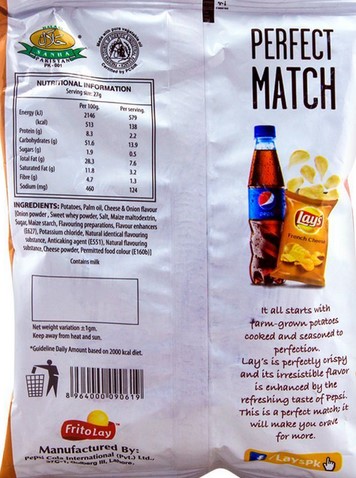 HALAL
SANHA
PAKISTAN
PK - 001
NUTRITIONAL INFORMATION
Serving size: 27g
Per 100g. Per serving.
Energy (kJ) 2146 579
(kcal) 513 138
Protein (g) 8.3 2.2
Carbohydrates (g) 51.6 13.9
Sugars (g) 1.9 0.5
Total Fat (g) 28.3 7.6
Saturated Fat (g) 11.8 3.2
Fibre (g) 4.7 1.3
Sodium (mg) 460 124
INGREDIENTS: Potatoes, Palm oil, Cheese & Onion flavour
[Onion powder, Sweet whey powder, Salt, Maize maltodextrin,
Sugar, Maize starch, Flavouring preparations, Flavour enhancers
(E627), Potassium chloride, Natural identical flavouring
substance, Anticaking agent (E551), Natural flavouring
substance, Cheese powder, Permitted food colour (E160b)]
Contains milk
Net weight variation ± 1gm.
Keep away from heat and sun.
*Guideline Daily Amount based on 2000 kcal diet.
8 964000 090619
FritoLay
Manufactured By:
Pepsi Cola International (Pvt.) Ltd.,
Gulberg III, Lahore.
PERFECT
MATCH
pepsi
Lay's
French Cheese
It all starts with
farm-grown potatoes
cooked and seasoned to
perfection.
Lay's is perfectly crispy
and its irresistible flavor
is enhanced by the
refreshing taste of Pepsi.
This is a perfect match; it
will make you crave
for more.
f /LaysPk